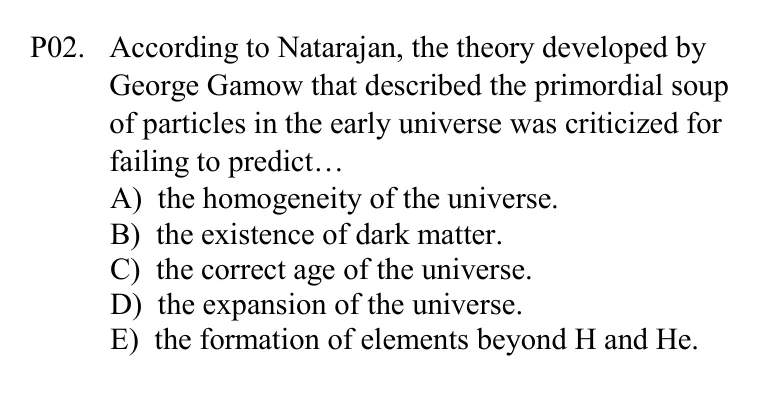 P02. According to Natarajan, the theory developed by
George Gamow that described the primordial soup
of particles in the early universe was criticized for
failing to predict…
A) the homogeneity of the universe.
B) the existence of dark matter.
C) the correct age of the universe.
D) the expansion of the universe.
E) the formation of elements beyond H and He.